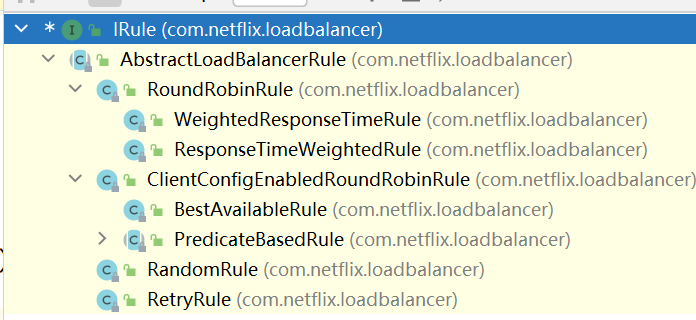 * I IRule (com.netflix.loadbalancer)
C AbstractLoadBalancerRule (com.netflix.loadbalancer)
C RoundRobinRule (com.netflix.loadbalancer)
C WeightedResponseTimeRule (com.netflix.loadbalancer)
C ResponseTimeWeightedRule (com.netflix.loadbalancer)
C ClientConfigEnabledRoundRobinRule (com.netflix.loadbalancer)
C BestAvailableRule (com.netflix.loadbalancer)
C PredicateBasedRule (com.netflix.loadbalancer)
C RandomRule (com.netflix.loadbalancer)
C RetryRule (com.netflix.loadbalancer)